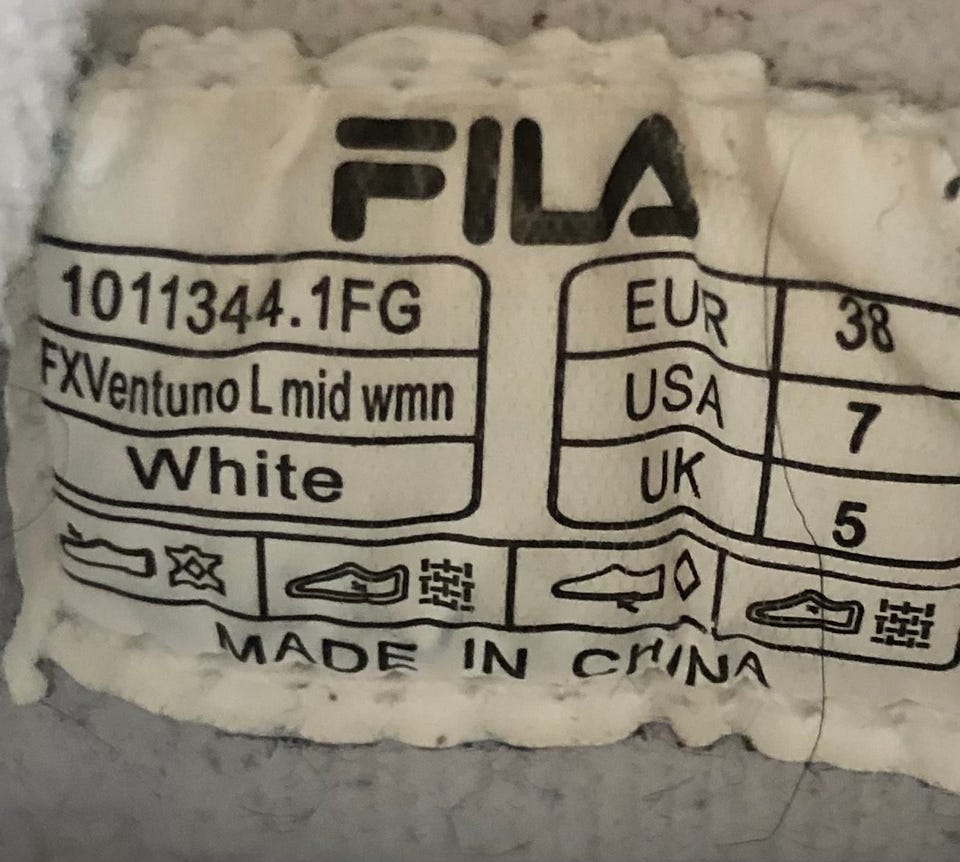 FILA
1011344.1FG
FXVentuno L mid wmn
White
EUR 38
USA 7
UK 5
MADE IN CHINA